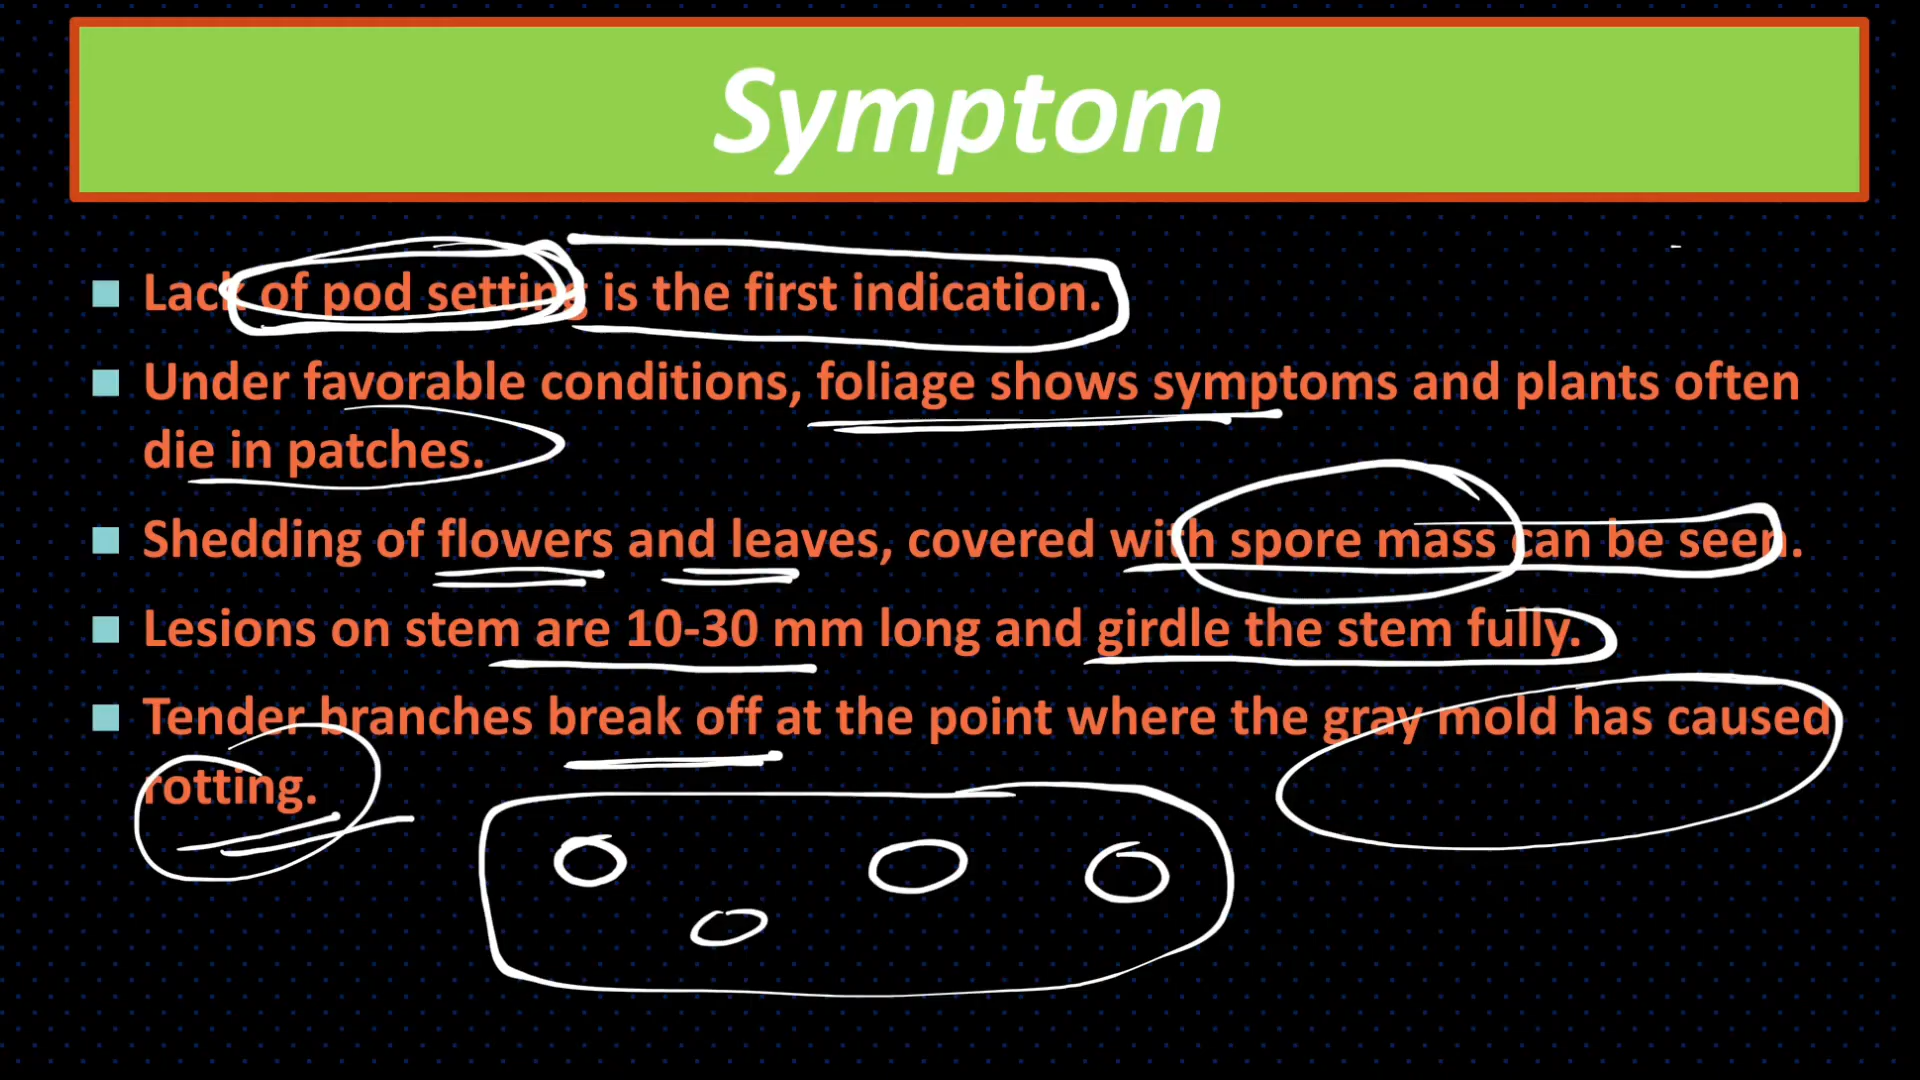 Symptom
Lack of pod setting is the first indication.
Under favorable conditions, foliage shows symptoms and plants often
die in patches.
Shedding of flowers and leaves, covered with spore mass can be seen.
Lesions on stem are 10-30 mm long and girdle the stem fully.
Tender branches break off at the point where the gray mold has caused
rotting.